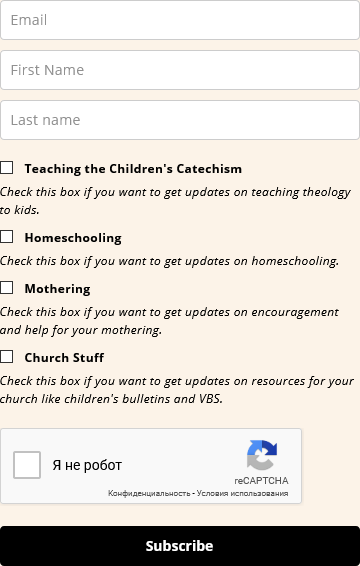 Email
First Name
Last name
Teaching the Children's Catechism
Check this box if you want to get updates on teaching theology
to kids.
Homeschooling
Check this box if you want to get updates on homeschooling.
Mothering
Check this box if you want to get updates on encouragement
and help for your mothering.
Church Stuff
Check this box if you want to get updates on resources for your
church like children's bulletins and VBS.
Я не робот
reCAPTCHA
Конфиденциальность - Условия использования
Subscribe